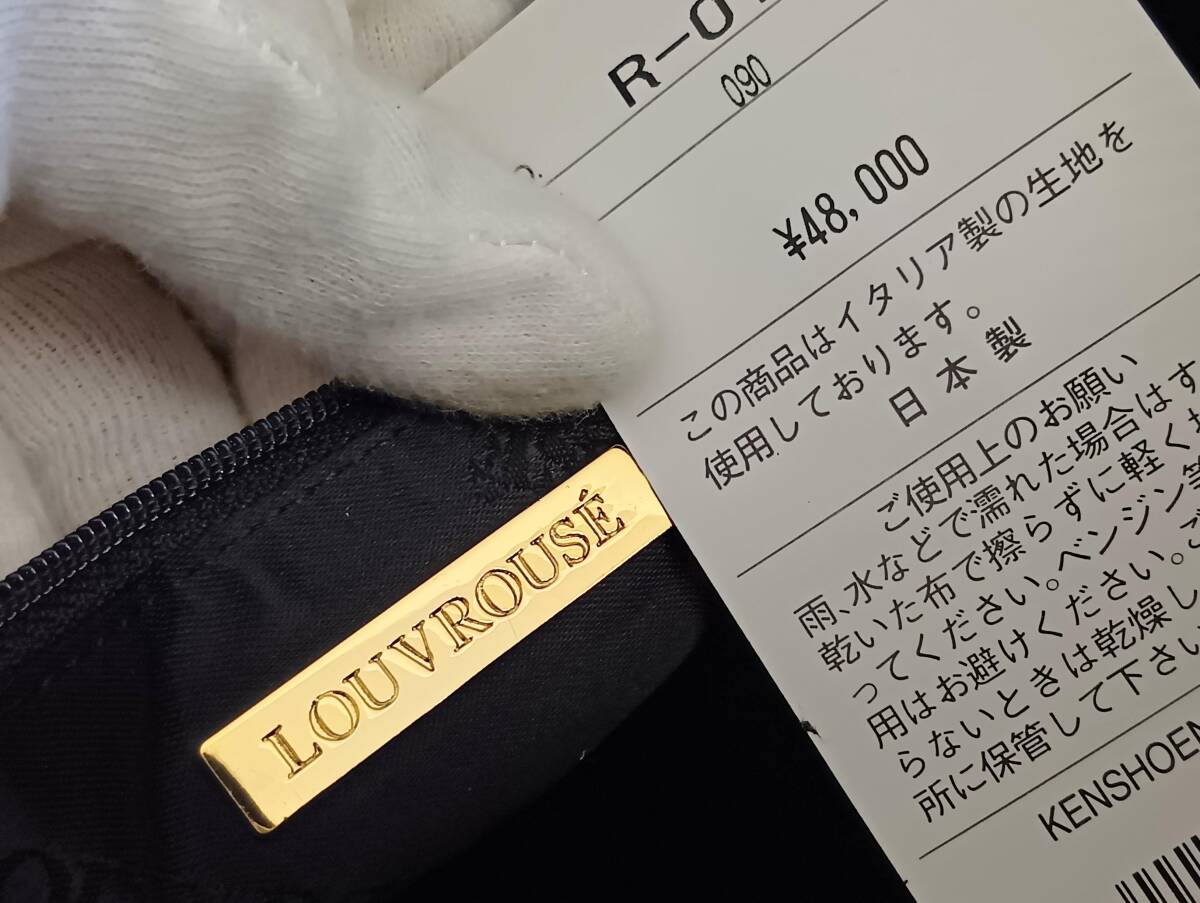 R-0
090
¥48,000
この商品はイタリア製の生地を
使用しております。
日本製
ご使用上のお願い
雨、水などで濡れた場合はす
乾いた布で擦らずに軽く
ってください。ベンジン等
用はお避けください。ご
らないときは乾燥し
所に保管して下さい
KENSHOEN
LOUVROUSÉ